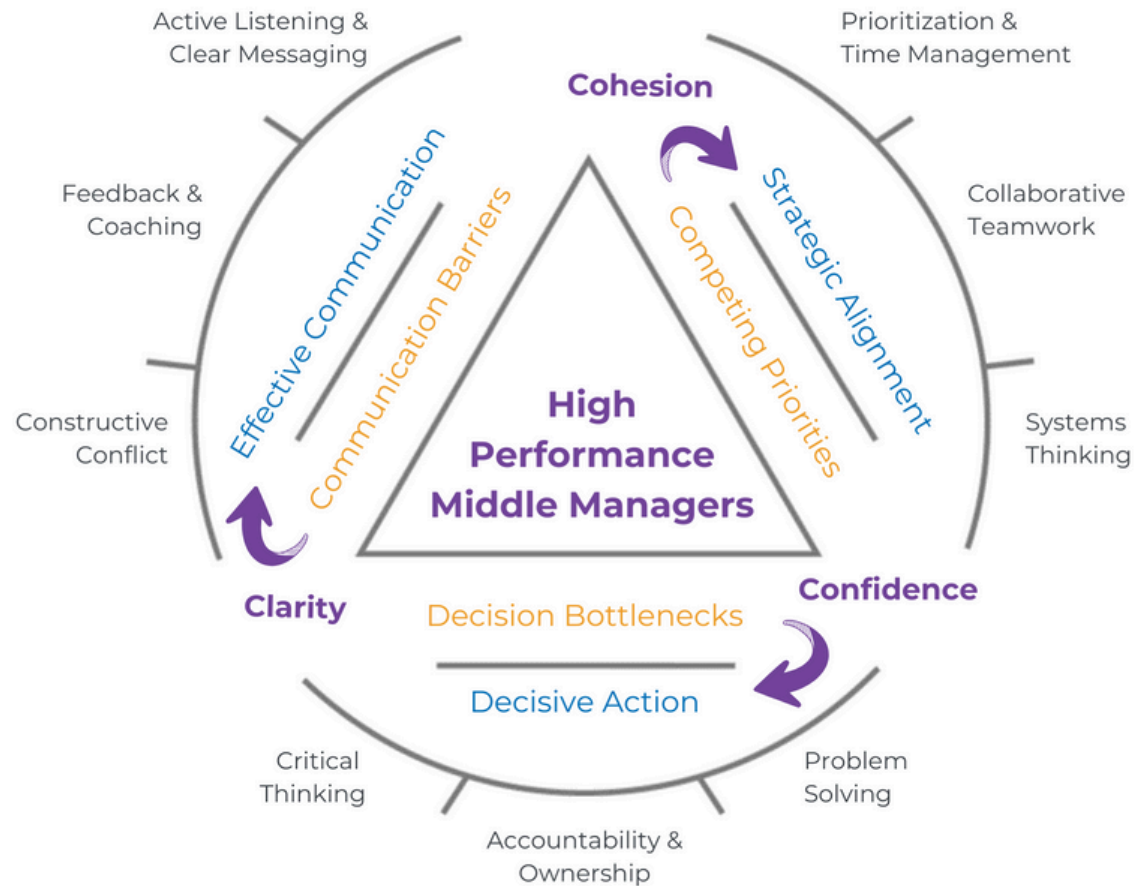 Active Listening &
Clear Messaging
Prioritization &
Time Management
Cohesion
Feedback &
Coaching
Effective Communication
Communication Barriers
Competing Priorities
Strategic Alignment
Collaborative
Teamwork
Constructive
Conflict
High
Performance
Middle Managers
Systems
Thinking
Clarity
Confidence
Decision Bottlenecks
Decisive Action
Critical
Thinking
Problem
Solving
Accountability &
Ownership